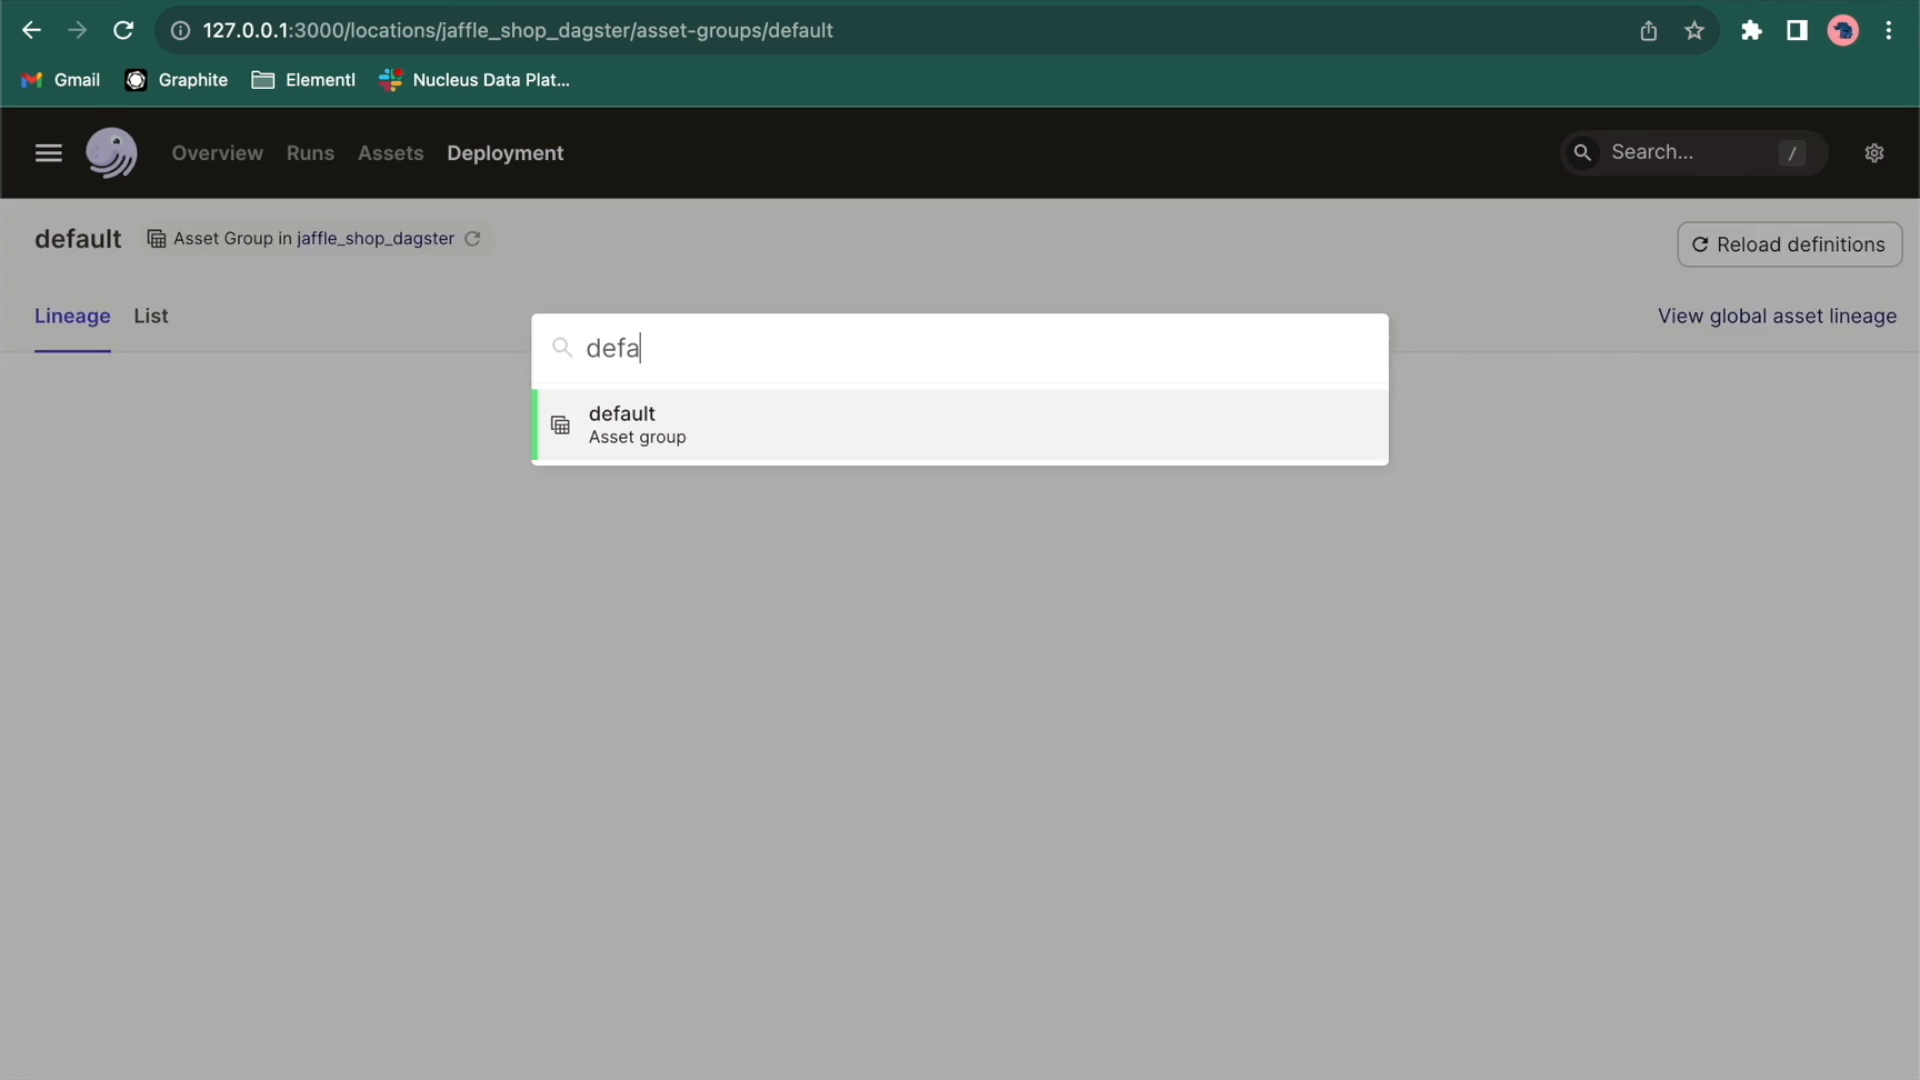 127.0.0.1:3000/locations/jaffle_shop_dagster/asset-groups/default
Gmail Graphite Elementl Nucleus Data Plat...
Overview Runs Assets Deployment Search... /
default Asset Group in jaffle_shop_dagster Reload definitions
Lineage List View global asset lineage
defa
default
Asset group